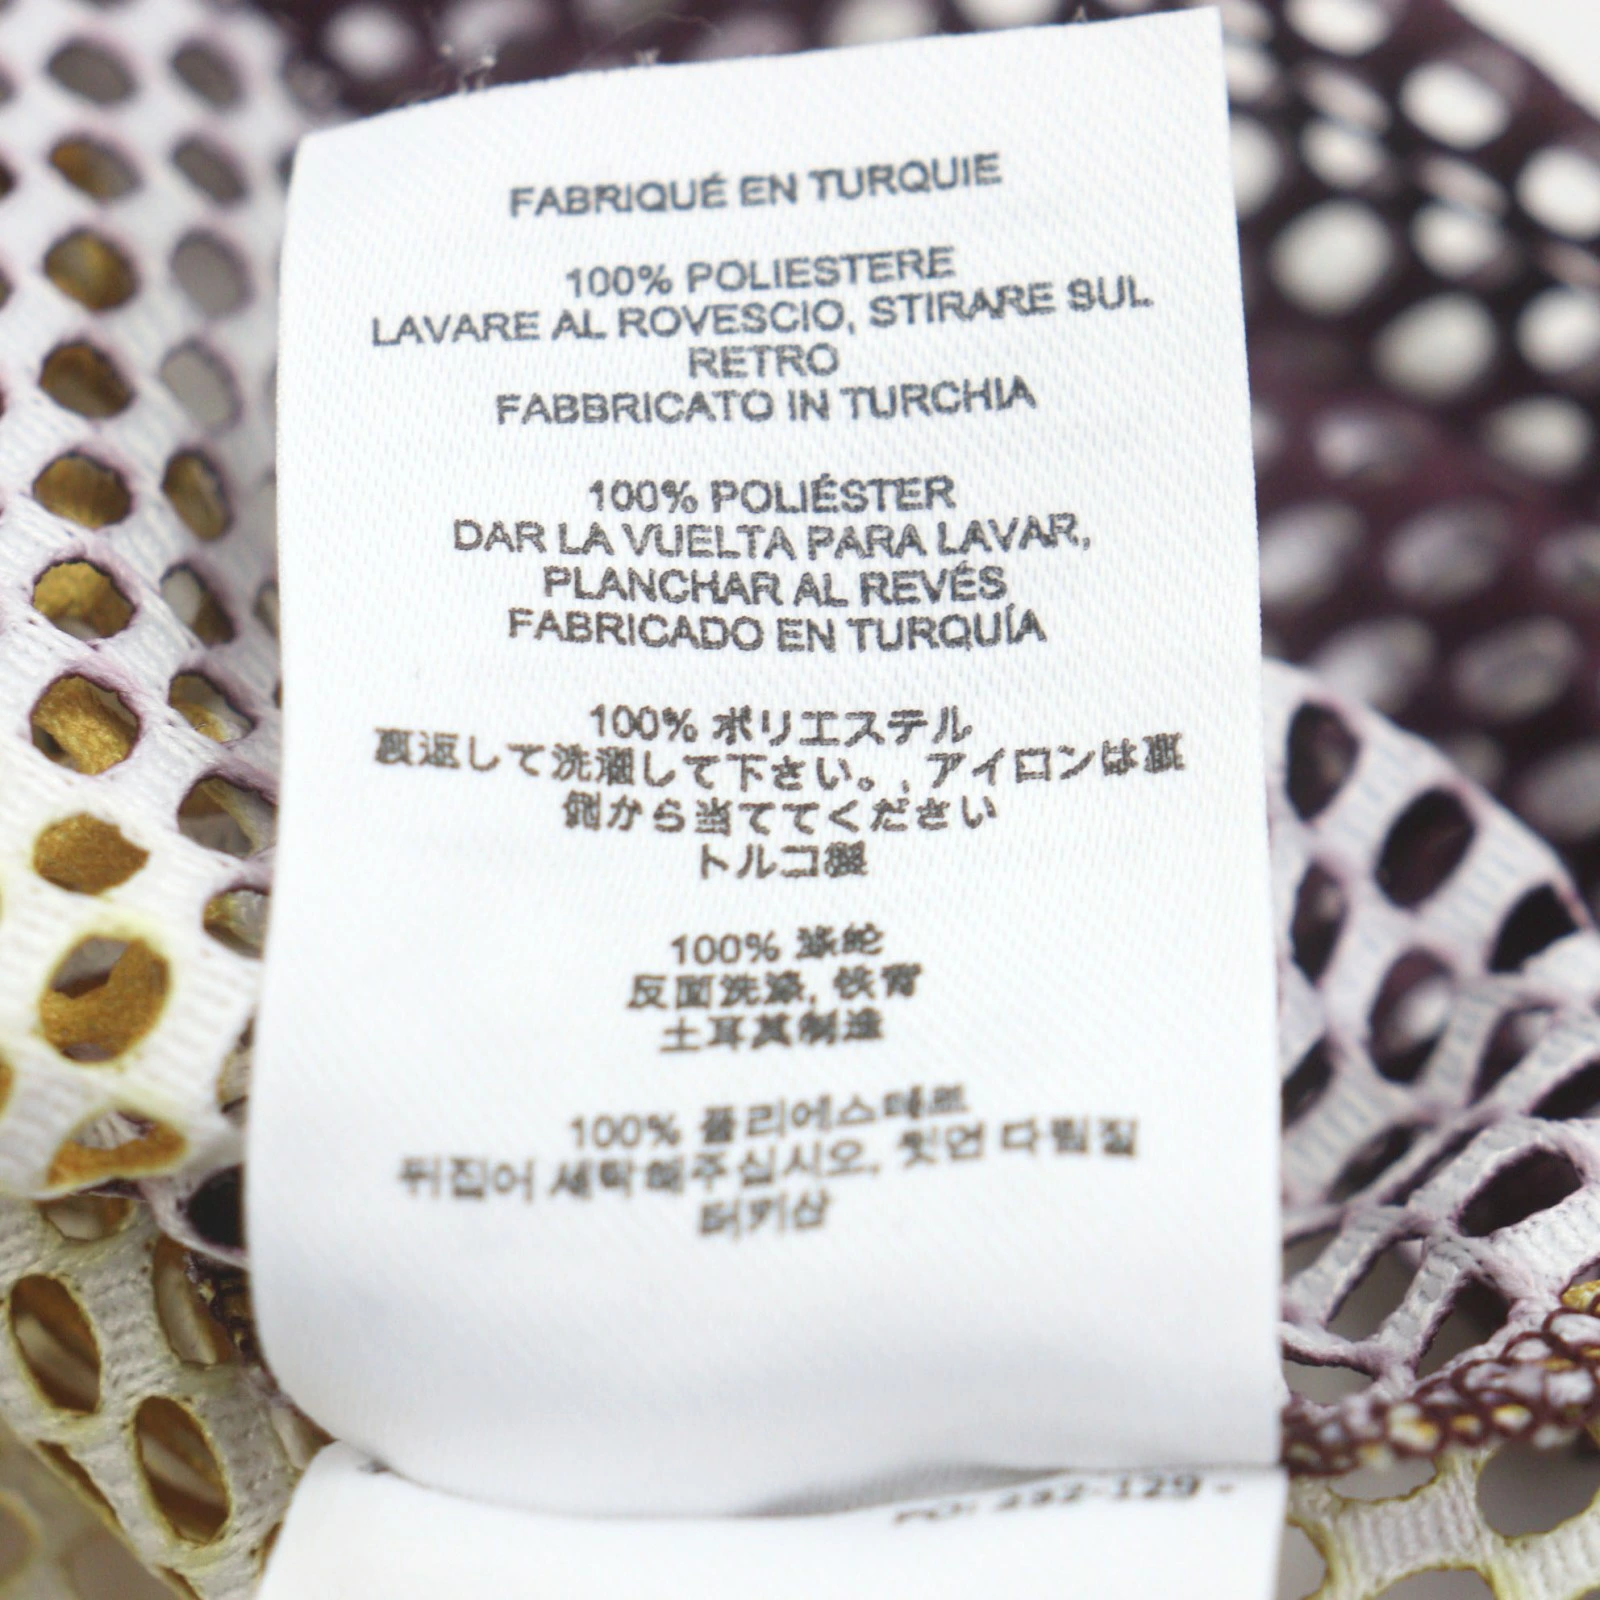 FABRIQUÉ EN TURQUIE
100% POLIESTERE
LAVARE AL ROVESCIO, STIRARE SUL
RETRO
FABBRICATO IN TURCHIA
100% POLIÉSTER
DAR LA VUELTA PARA LAVAR,
PLANCHAR AL REVÉS
FABRICADO EN TURQUÍA
100% ポリエステル
裏返して洗濯して下さい。, アイロンは裏
側から当ててください
トルコ製
100% 涤纶
反面洗涤,
土耳其制造
100% 폴리에스테르
뒤집어 세탁해주십시오, 다림질
터키산
PO: 232-129 -